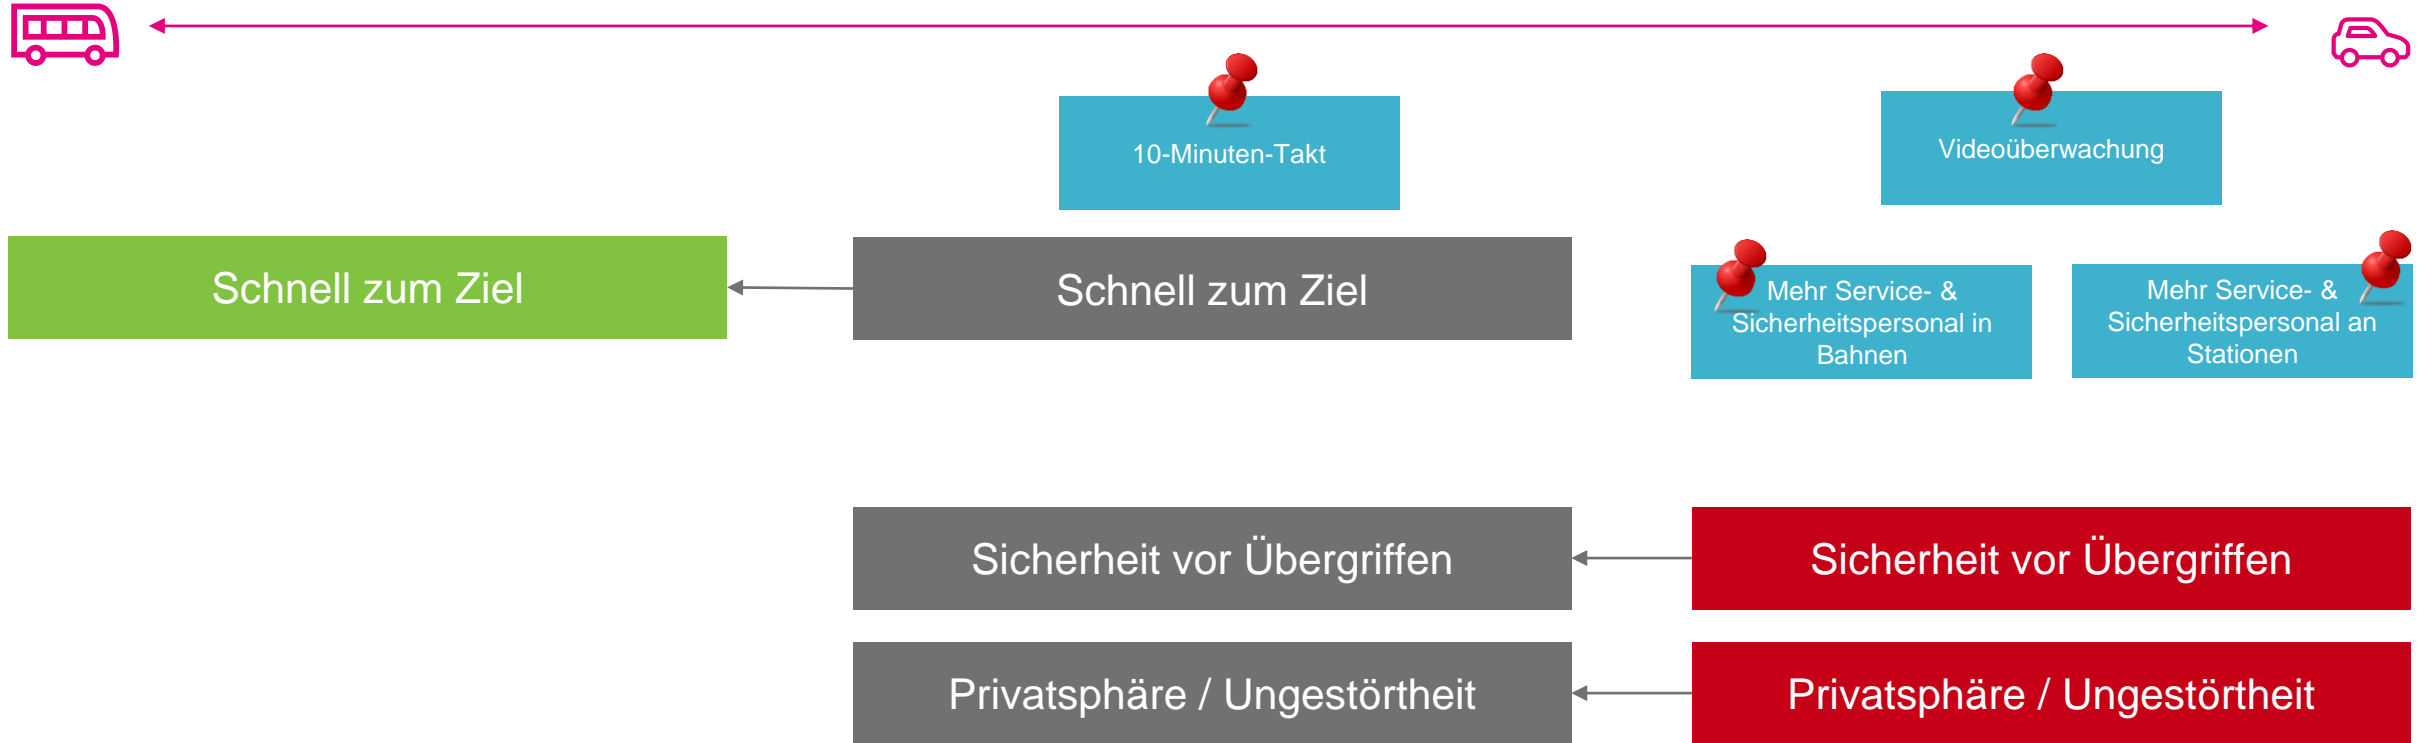 10-Minuten-Takt
Videoüberwachung
Schnell zum Ziel
Schnell zum Ziel
Mehr Service- &
Sicherheitspersonal in
Bahnen
Mehr Service- &
Sicherheitspersonal an
Stationen
Sicherheit vor Übergriffen
Sicherheit vor Übergriffen
Privatsphäre / Ungestörtheit
Privatsphäre / Ungestörtheit